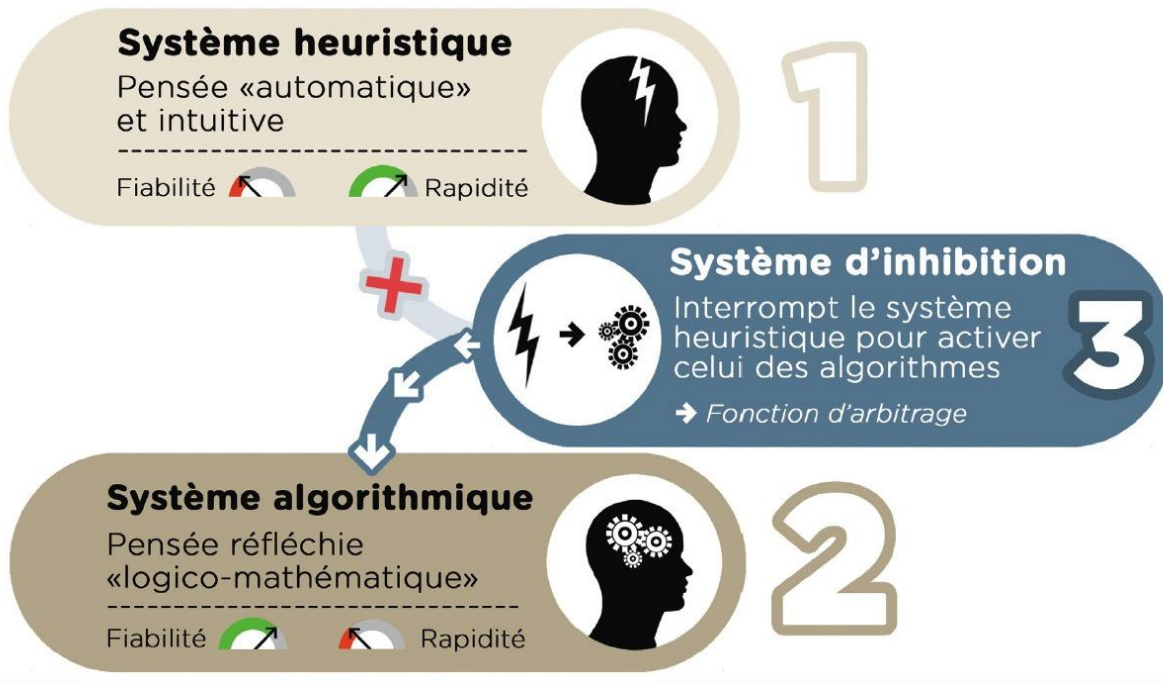 Système heuristique
Pensée «automatique»
et intuitive
Fiabilité Rapidité
1
Système d'inhibition
Interrompt le système
heuristique pour activer
celui des algorithmes
➔ Fonction d'arbitrage
3
Système algorithmique
Pensée réfléchie
«logico-mathématique»
Fiabilité Rapidité
2